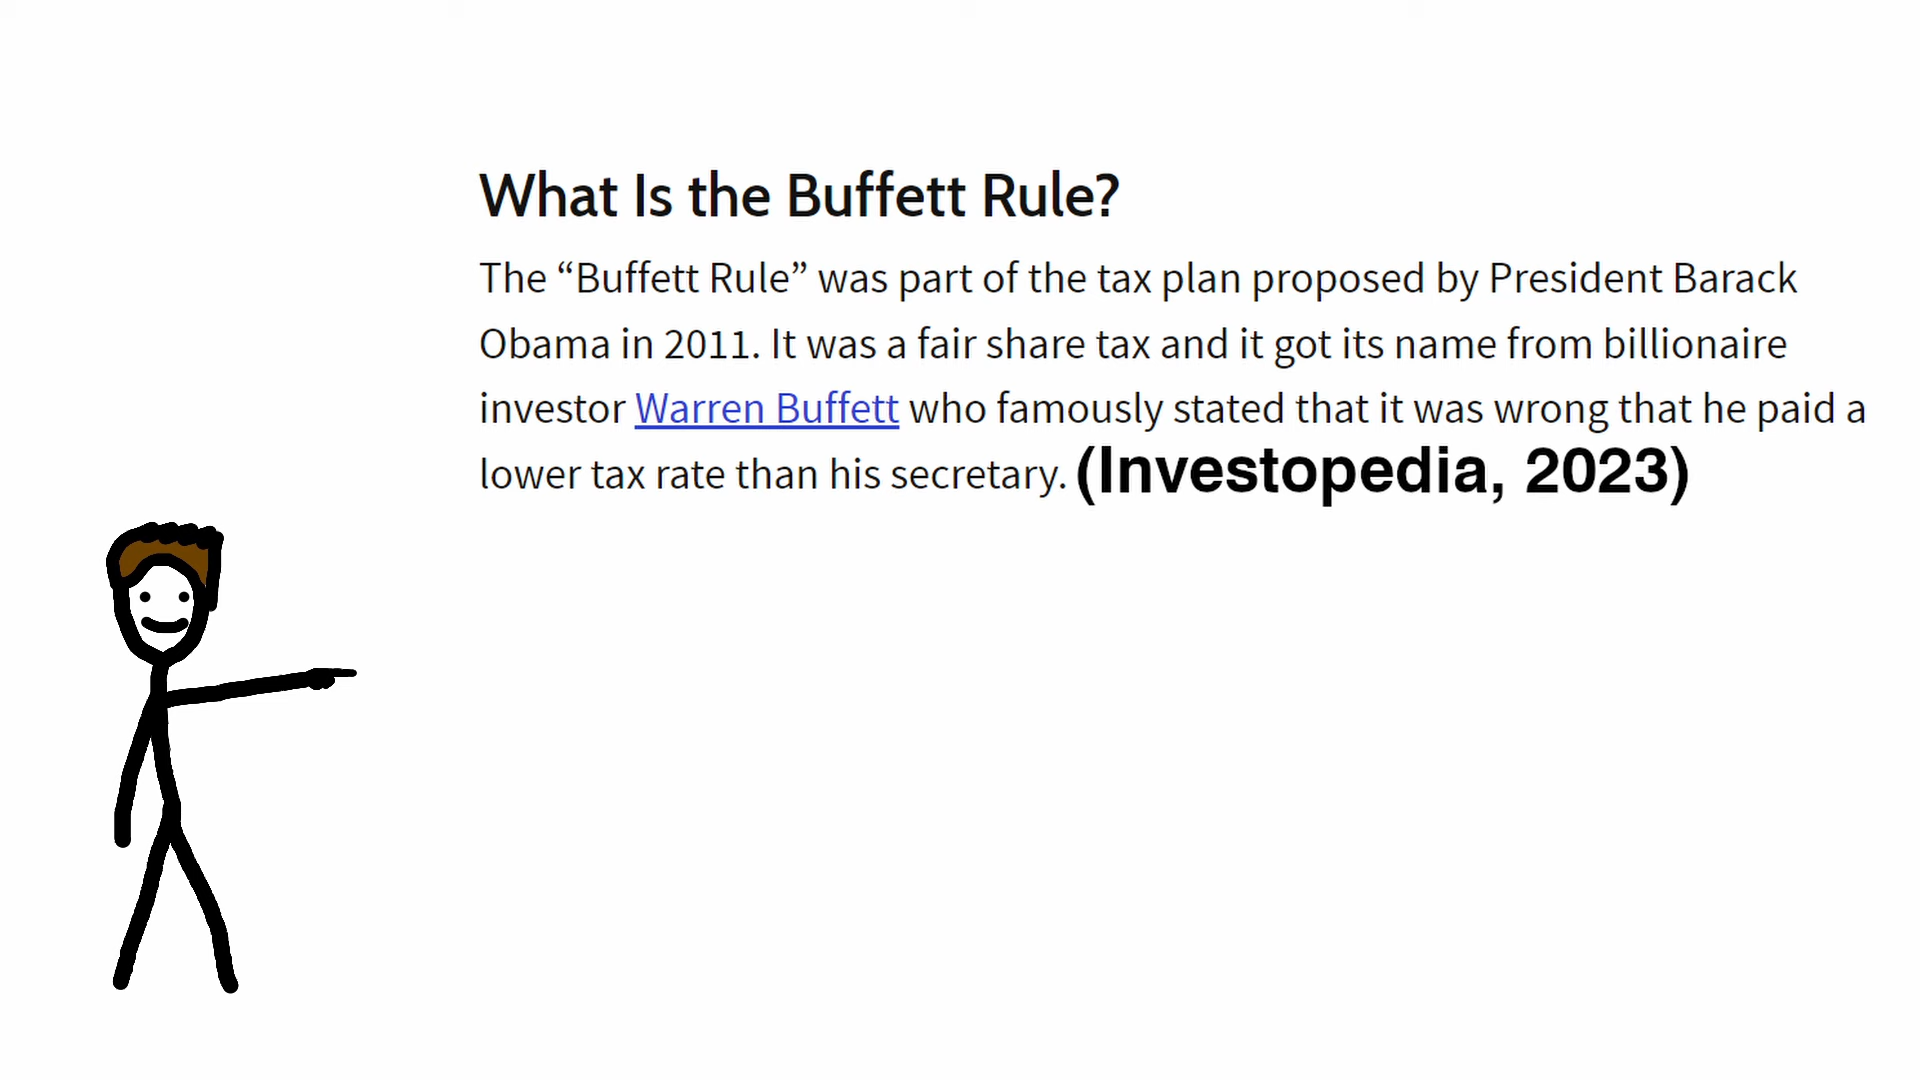 What Is the Buffett Rule?
The “Buffett Rule” was part of the tax plan proposed by President Barack
Obama in 2011. It was a fair share tax and it got its name from billionaire
investor Warren Buffett who famously stated that it was wrong that he paid a
lower tax rate than his secretary. (Investopedia, 2023)